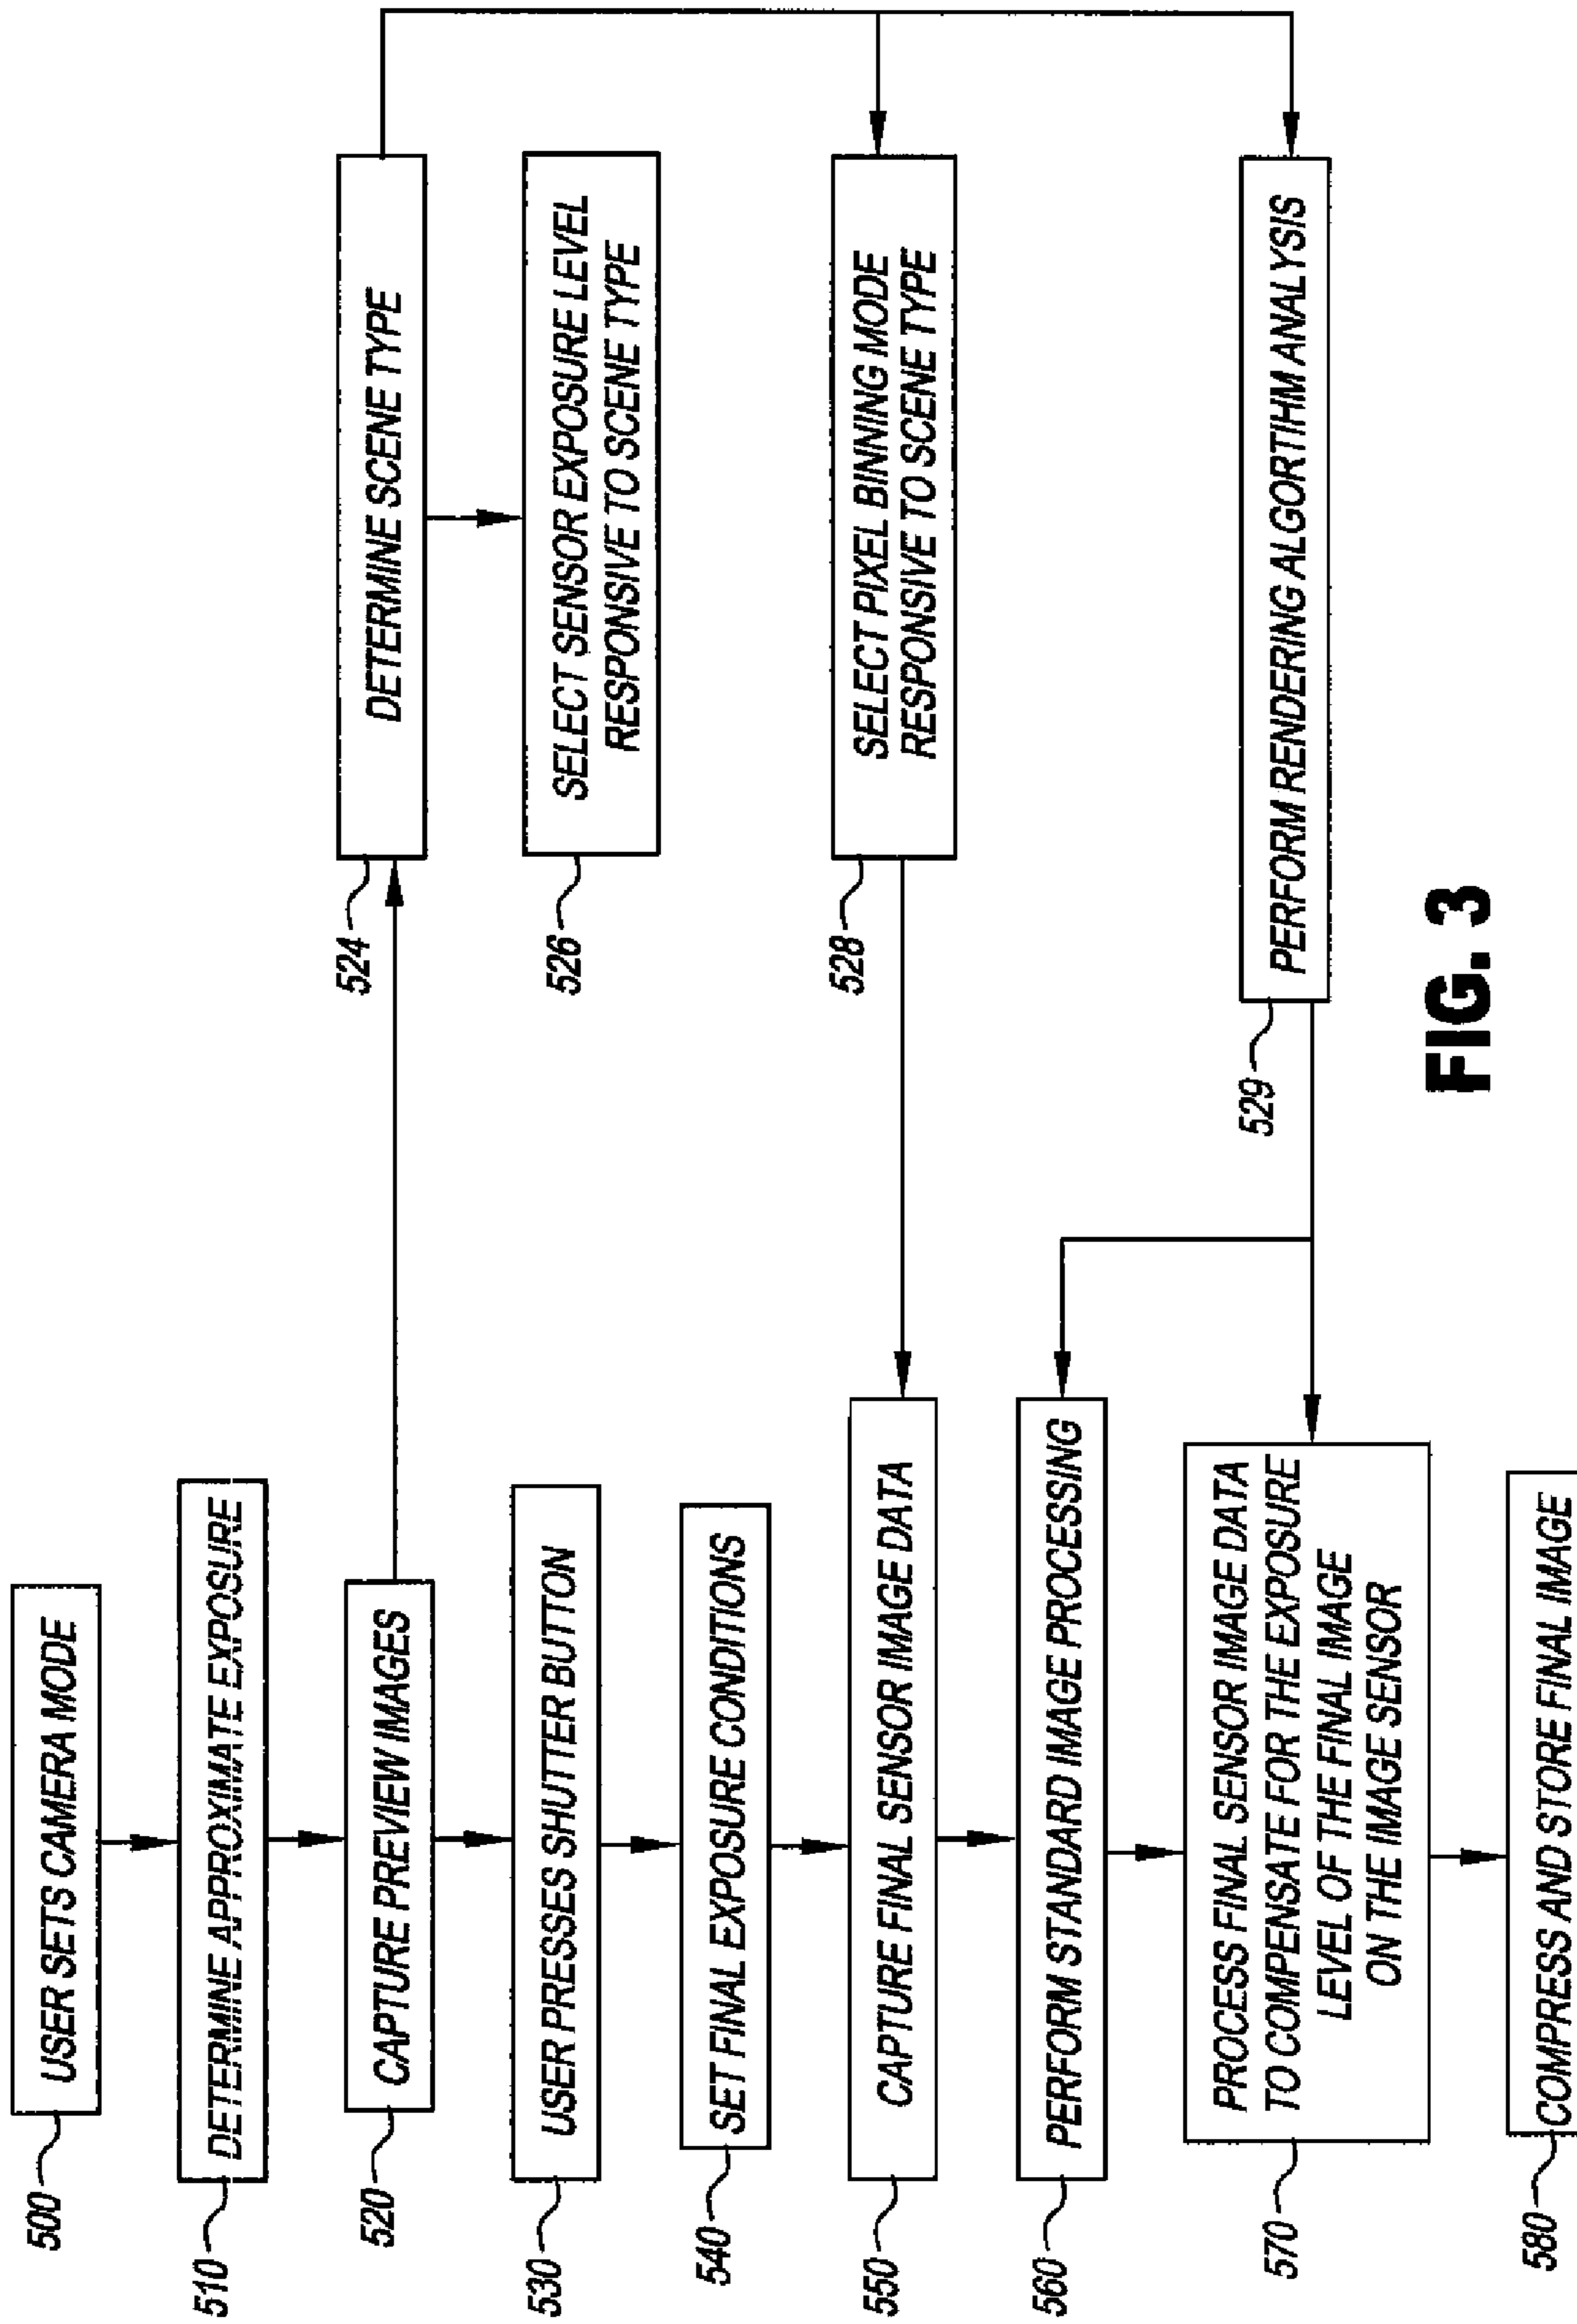 500
USER SETS CAMERA MODE
510
DETERMINE APPROXIMATE EXPOSURE
520
CAPTURE PREVIEW IMAGES
530
USER PRESSES SHUTTER BUTTON
540
SET FINAL EXPOSURE CONDITIONS
550
CAPTURE FINAL SENSOR IMAGE DATA
560
PERFORM STANDARD IMAGE PROCESSING
570
PROCESS FINAL SENSOR IMAGE DATA
TO COMPENSATE FOR THE EXPOSURE
LEVEL OF THE FINAL IMAGE
ON THE IMAGE SENSOR
580
COMPRESS AND STORE FINAL IMAGE
524
DETERMINE SCENE TYPE
526
SELECT SENSOR EXPOSURE LEVEL
RESPONSIVE TO SCENE TYPE
528
SELECT PIXEL BINNING MODE
RESPONSIVE TO SCENE TYPE
529
PERFORM RENDERING ALGORTIHM ANALYSIS
FIG. 3